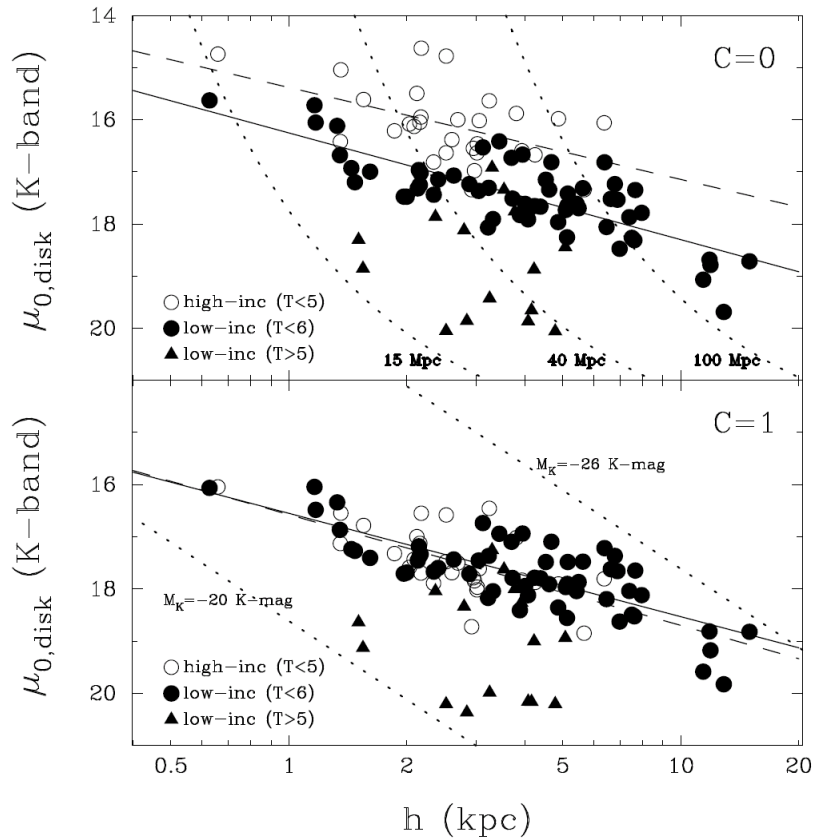 14
C=0
16
18
20
μ0,disk (K-band)
○ high-inc (T<5)
● low-inc (T<6)
▲ low-inc (T>5)
15 Mpc
40 Mpc
100 Mpc
C=1
MK=-26 K-mag
16
18
20
μ0,disk (K-band)
MK=-20 K-mag
○ high-inc (T<5)
● low-inc (T<6)
▲ low-inc (T>5)
0.5
1
2
5
10
20
h (kpc)